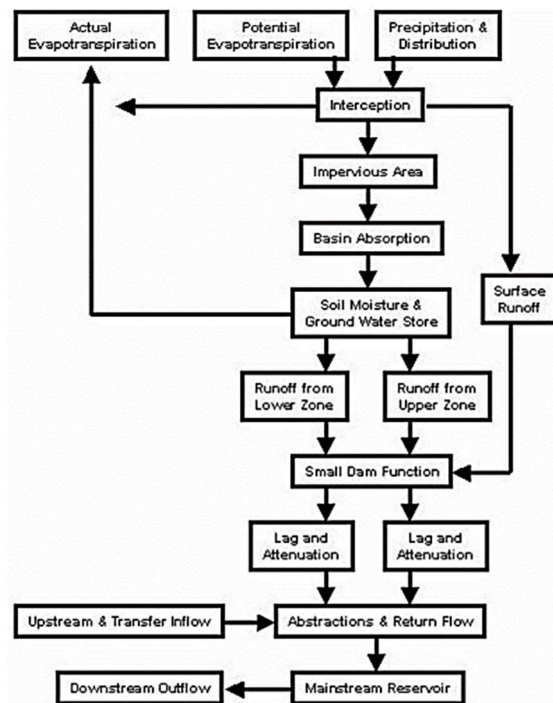 Actual
Evapotranspiration
Potential
Evapotranspiration
Precipitation &
Distribution
Interception
Impervious Area
Basin Absorption
Soil Moisture &
Ground Water Store
Surface
Runoff
Runoff from
Lower Zone
Runoff from
Upper Zone
Small Dam Function
Lag and
Attenuation
Lag and
Attenuation
Upstream & Transfer Inflow
Abstractions & Return Flow
Downstream Outflow
Mainstream Reservoir